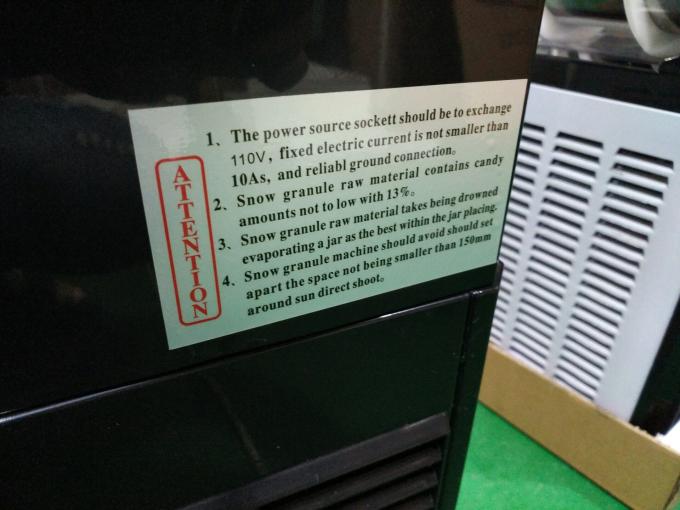 ATTENTION
1、The power source sockett should be to exchange
110V, fixed electric current is not smaller than
10As, and reliabl ground connection。
2、Snow granule raw material contains candy
amounts not to low with 13%。
3、Snow granule raw material takes being drowned
evaporating a jar as the best within the jar placing.
4、Snow granule machine should avoid should set
apart the space not being smaller than 150mm
around sun direct shoot。